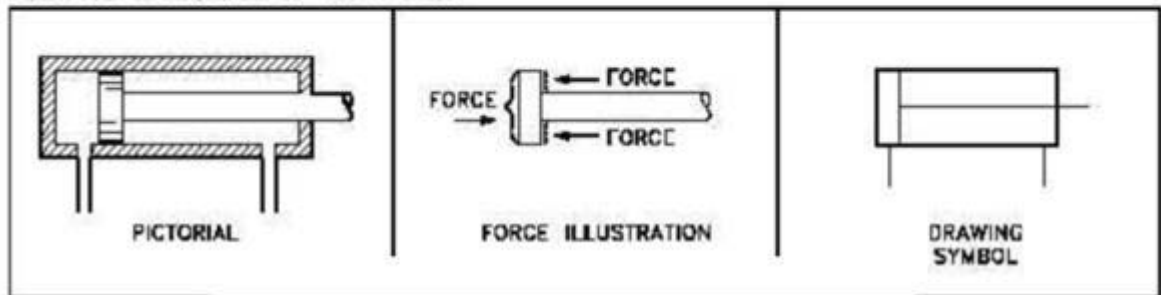 FORCE
FORCE
FORCE
PICTORIAL
FORCE ILLUSTRATION
DRAWING
SYMBOL